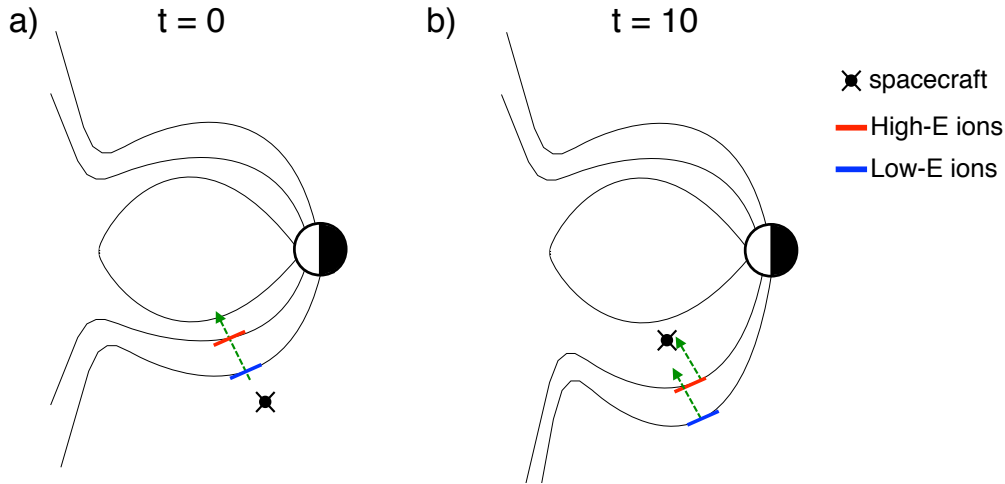 a) t = 0
b) t = 10
spacecraft
High-E ions
Low-E ions